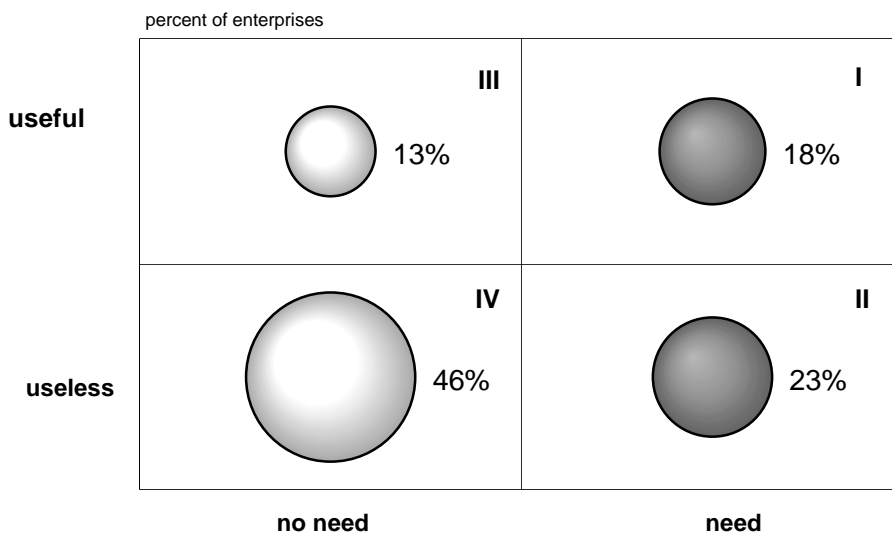 percent of enterprises
III
I
useful
13%
18%
IV
II
useless
46%
23%
no need
need